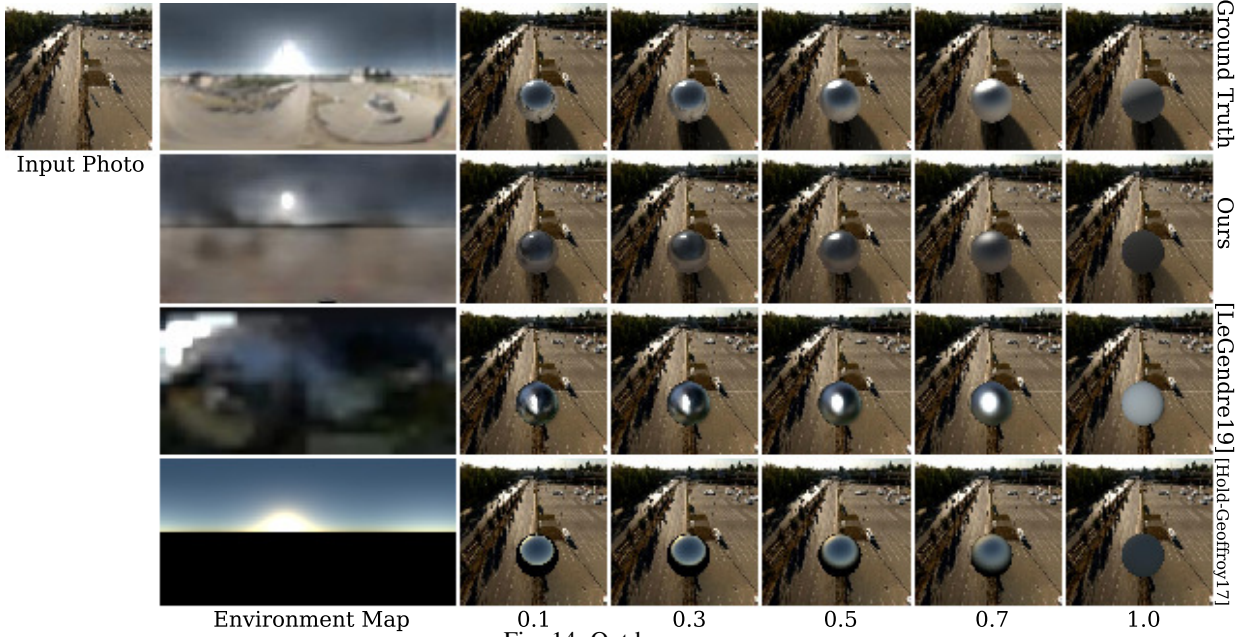 Ground Truth
Input Photo
Ours
[LeGendre19]
[Hold-Geoffroy17]
Environment Map 0.1 0.3 0.5 0.7 1.0